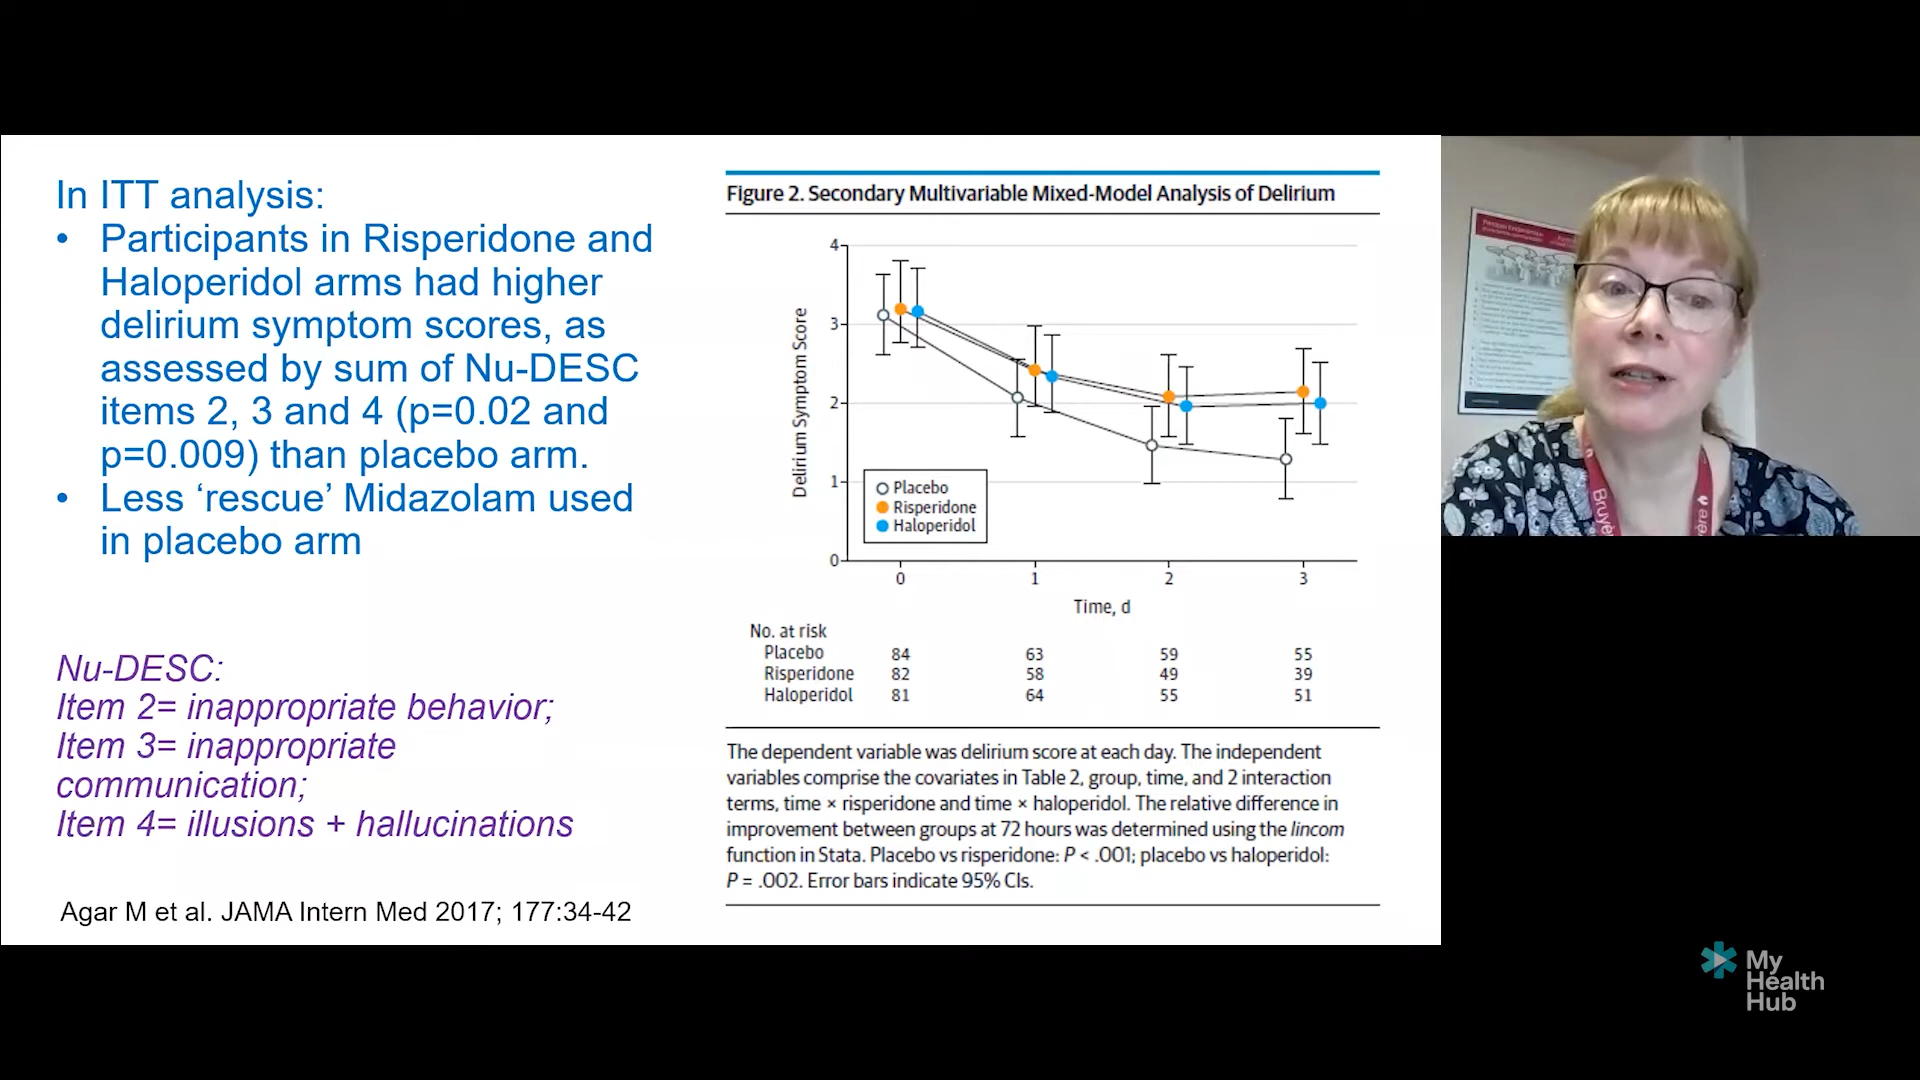 In ITT analysis:
• Participants in Risperidone and
Haloperidol arms had higher
delirium symptom scores, as
assessed by sum of Nu-DESC
items 2, 3 and 4 (p=0.02 and
p=0.009) than placebo arm.
• Less ‘rescue’ Midazolam used
in placebo arm
Nu-DESC:
Item 2= inappropriate behavior;
Item 3= inappropriate
communication;
Item 4= illusions + hallucinations
Agar M et al. JAMA Intern Med 2017; 177:34-42
Figure 2. Secondary Multivariable Mixed-Model Analysis of Delirium
Delirium Symptom Score
4
3
2
1
0
Placebo
Risperidone
Haloperidol
0 1 2 3
Time, d
No. at risk
Placebo 84 63 59 55
Risperidone 82 58 49 39
Haloperidol 81 64 55 51
The dependent variable was delirium score at each day. The independent
variables comprise the covariates in Table 2, group, time, and 2 interaction
terms, time × risperidone and time × haloperidol. The relative difference in
improvement between groups at 72 hours was determined using the lincom
function in Stata. Placebo vs risperidone: P < .001; placebo vs haloperidol:
P = .002. Error bars indicate 95% CIs.
My
Health
Hub